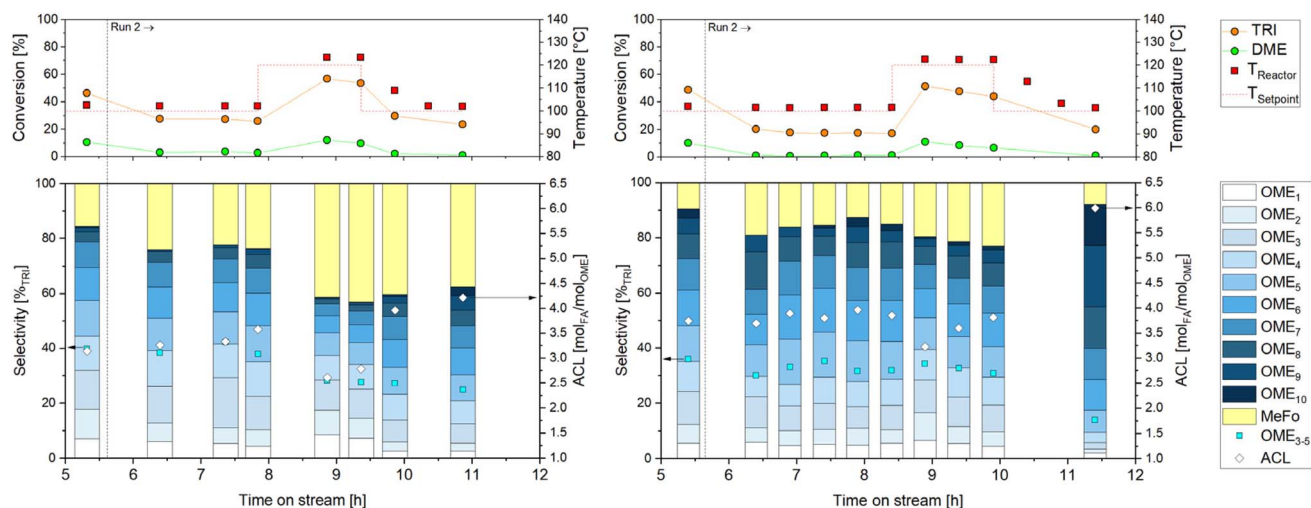 Run 2 →
Conversion [%]
100
80
60
40
20
0
140
130
120
110
100
90
80
Temperature [°C]
Selectivity [%TRI]
100
80
60
40
20
0
6.5
6.0
5.5
5.0
4.5
4.0
3.5
3.0
2.5
2.0
1.5
1.0
ACL [molFA/molOME]
5 6 7 8 9 10 11 12
Time on stream [h]
Run 2 →
Conversion [%]
100
80
60
40
20
0
140
130
120
110
100
90
80
Temperature [°C]
Selectivity [%TRI]
100
80
60
40
20
0
6.5
6.0
5.5
5.0
4.5
4.0
3.5
3.0
2.5
2.0
1.5
1.0
ACL [molFA/molOME]
5 6 7 8 9 10 11 12
Time on stream [h]
TRI
DME
TReactor
TSetpoint
OME1
OME2
OME3
OME4
OME5
OME6
OME7
OME8
OME9
OME10
MeFo
OME3-5
ACL